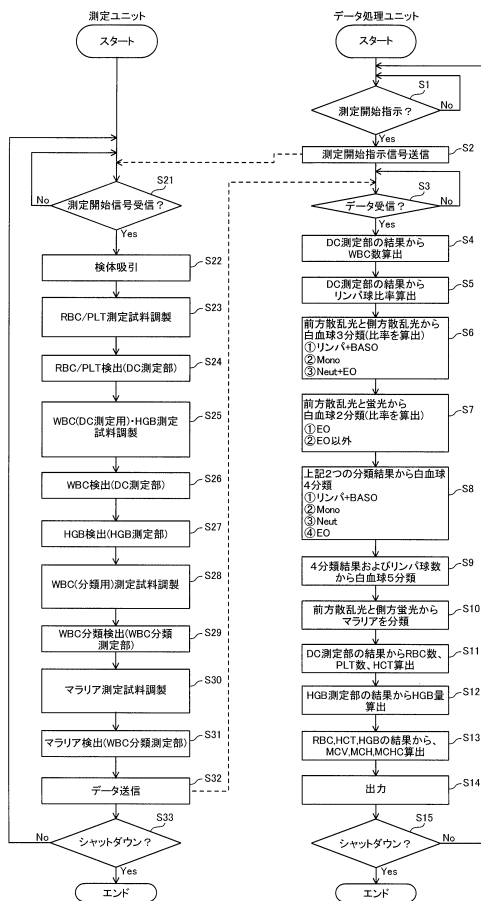 測定ユニット
スタート
S21
測定開始信号受信？
No
Yes
S22
検体吸引
S23
RBC/PLT測定試料調製
S24
RBC/PLT検出(DC測定部)
S25
WBC(DC測定用)・HGB測定
試料調製
S26
WBC検出(DC測定部)
S27
HGB検出(HGB測定部)
S28
WBC(分類用)測定試料調製
S29
WBC分類検出(WBC分類
測定部)
S30
マラリア測定試料調製
S31
マラリア検出(WBC分類測定部)
S32
データ送信
S33
シャットダウン？
No
Yes
エンド
データ処理ユニット
スタート
S1
測定開始指示？
No
Yes
S2
測定開始指示信号送信
S3
データ受信？
No
Yes
S4
DC測定部の結果から
WBC数算出
S5
DC測定部の結果から
リンパ球比率算出
S6
前方散乱光と側方散乱光から
白血球3分類(比率を算出)
①リンパ+BASO
②Mono
③Neut+EO
S7
前方散乱光と蛍光から
白血球2分類(比率を算出)
①EO
②EO以外
S8
上記2つの分類結果から白血球
4分類
①リンパ+BASO
②Mono
③Neut
④EO
S9
4分類結果およびリンパ球数
から白血球5分類
S10
前方散乱光と側方蛍光から
マラリアを分類
S11
DC測定部の結果からRBC数、
PLT数、HCT算出
S12
HGB測定部の結果からHGB量
算出
S13
RBC,HCT,HGBの結果から、
MCV,MCH,MCHC算出
S14
出力
S15
シャットダウン？
No
Yes
エンド